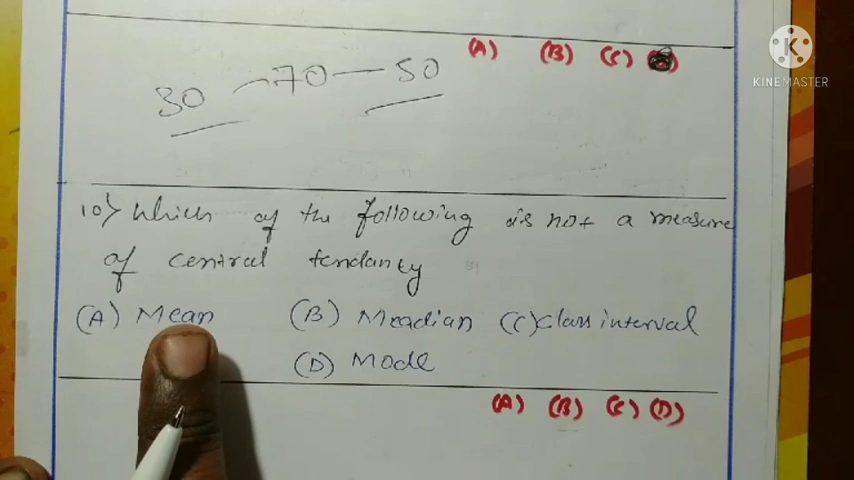 (A) (B) (C)
K
KINEMASTER
30 — 70 — 50
10) Which of the following is not a measure
of central tendancy
(A) Mean (B) Meadian (C) Class interval
(D) Mode
(A) (B) (C) (D)